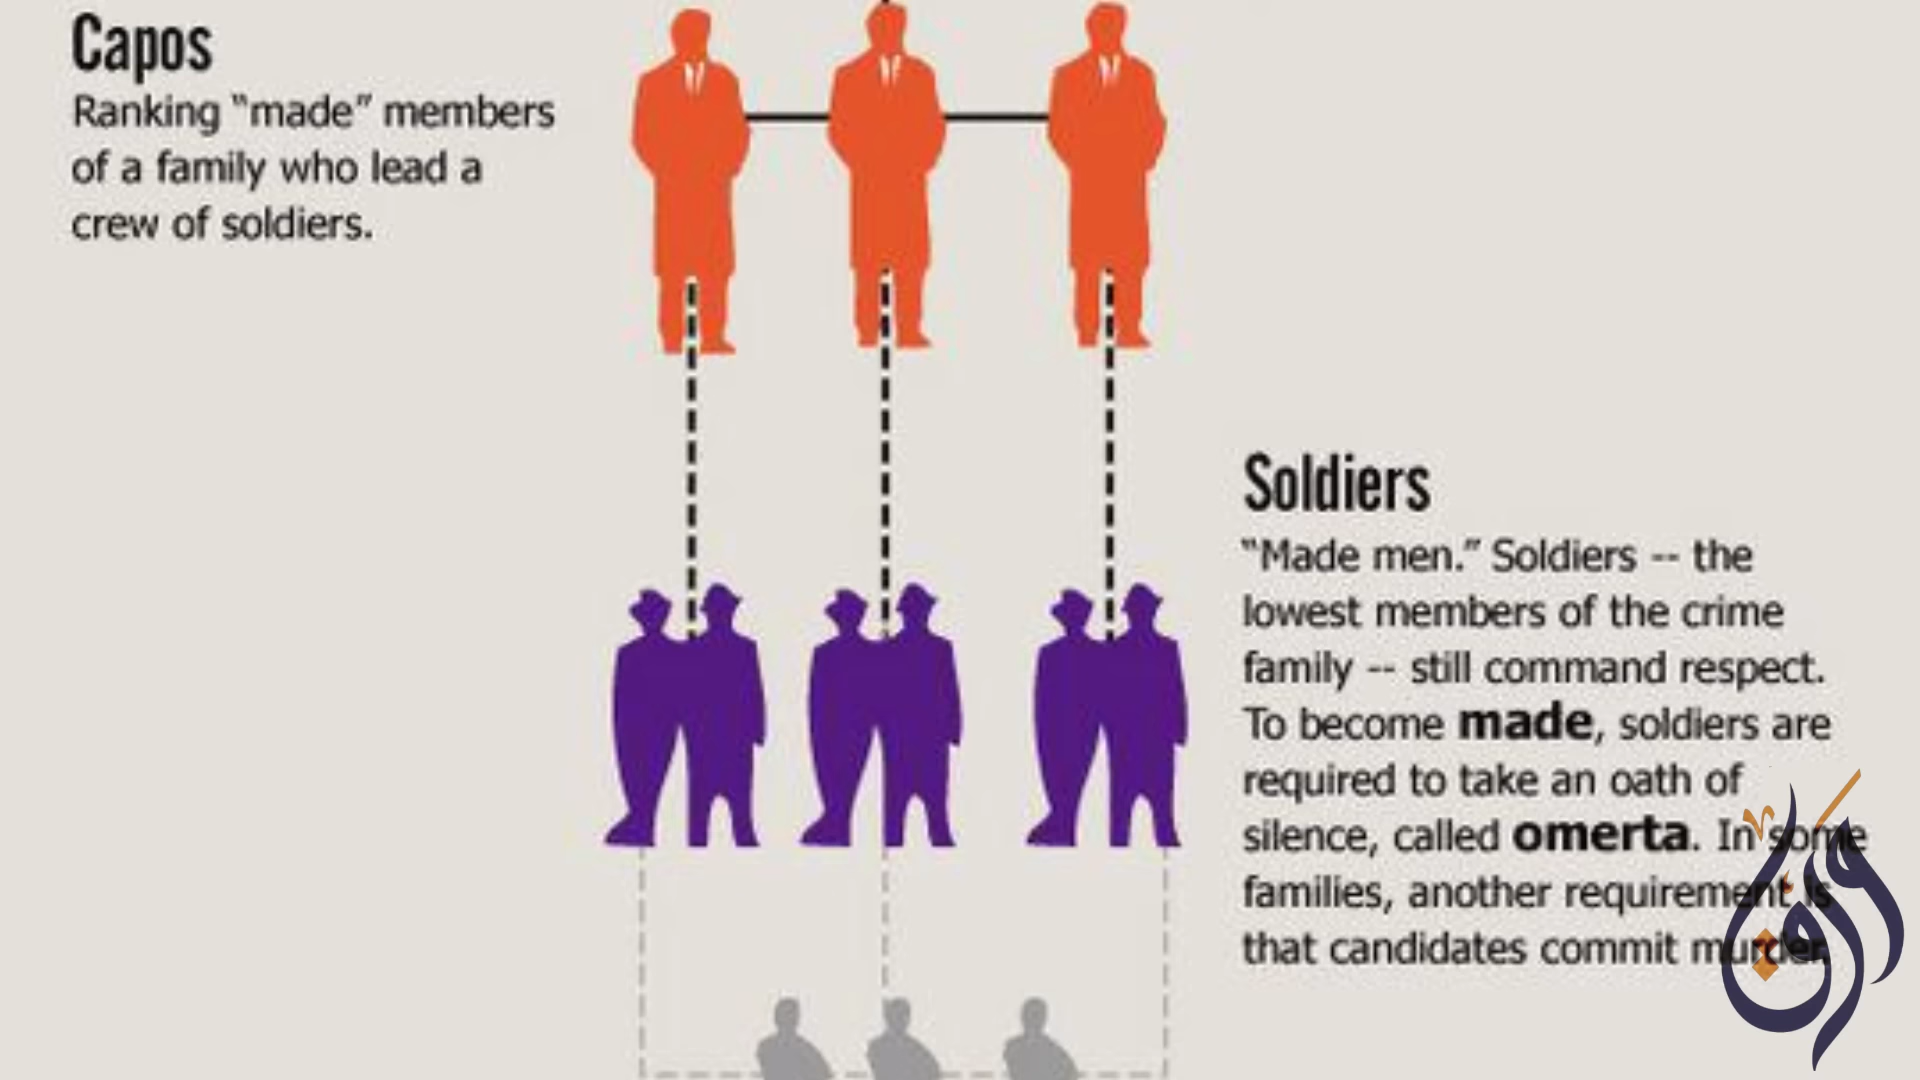 Capos
Ranking “made” members
of a family who lead a
crew of soldiers.
Soldiers
“Made men.” Soldiers -- the
lowest members of the crime
family -- still command respect.
To become made, soldiers are
required to take an oath of
silence, called omerta. In some
families, another requirement is
that candidates commit murder.